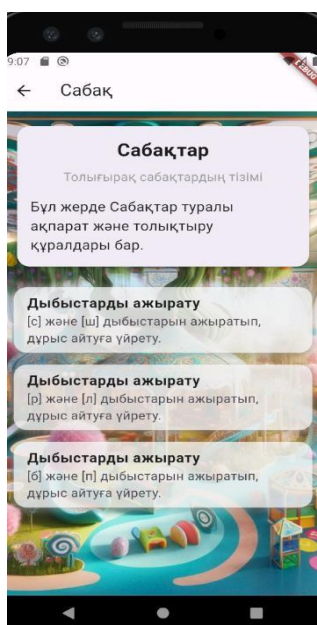 9:07
DEBUG
Сабақ
Сабақтар
Толығырақ сабақтардың тізімі
Бұл жерде Сабақтар туралы
ақпарат және толықтыру
құралдары бар.
Дыбыстарды ажырату
[с] және [ш] дыбыстарын ажыратып,
дұрыс айтуға үйрету.
Дыбыстарды ажырату
[р] және [л] дыбыстарын ажыратып,
дұрыс айтуға үйрету.
Дыбыстарды ажырату
[б] және [п] дыбыстарын ажыратып,
дұрыс айтуға үйрету.